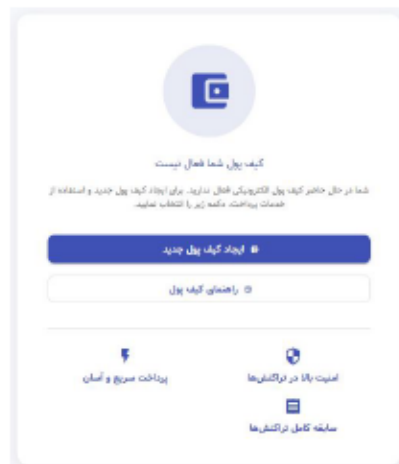 کیف پول شما فعال نیست
شما در حال حاضر کیف پول الکترونیکی فعال ندارید. برای ایجاد کیف پول جدید و استفاده از
خدمات پرداخت، دکمه زیر را انتخاب نمایید.
ایجاد کیف پول جدید
راهنمای کیف پول
امنیت بالا در تراکنش‌ها
پرداخت سریع و آسان
سابقه کامل تراکنش‌ها